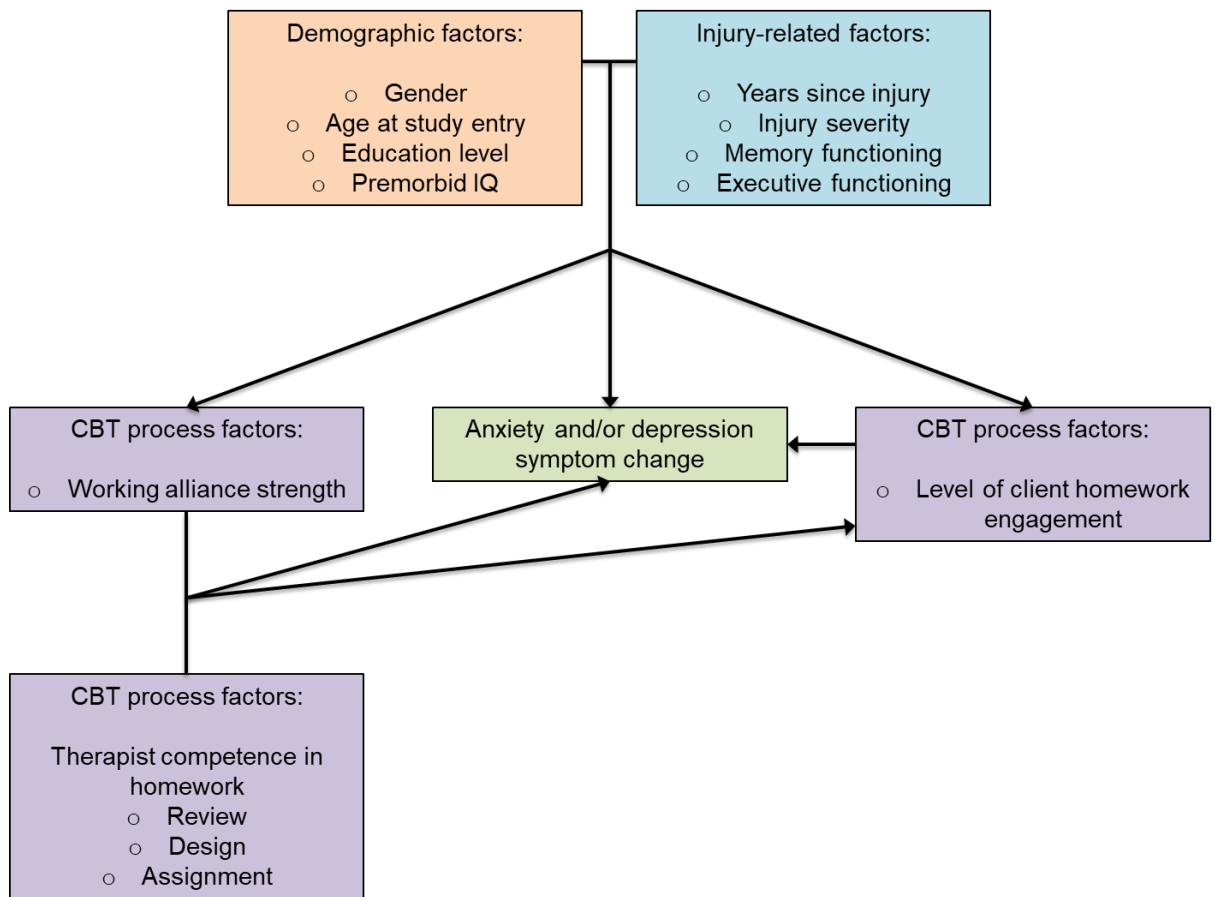 Demographic factors:
○ Gender
○ Age at study entry
○ Education level
○ Premorbid IQ
Injury-related factors:
○ Years since injury
○ Injury severity
○ Memory functioning
○ Executive functioning
CBT process factors:
○ Working alliance strength
Anxiety and/or depression
symptom change
CBT process factors:
○ Level of client homework
engagement
CBT process factors:
Therapist competence in
homework
○ Review
○ Design
○ Assignment